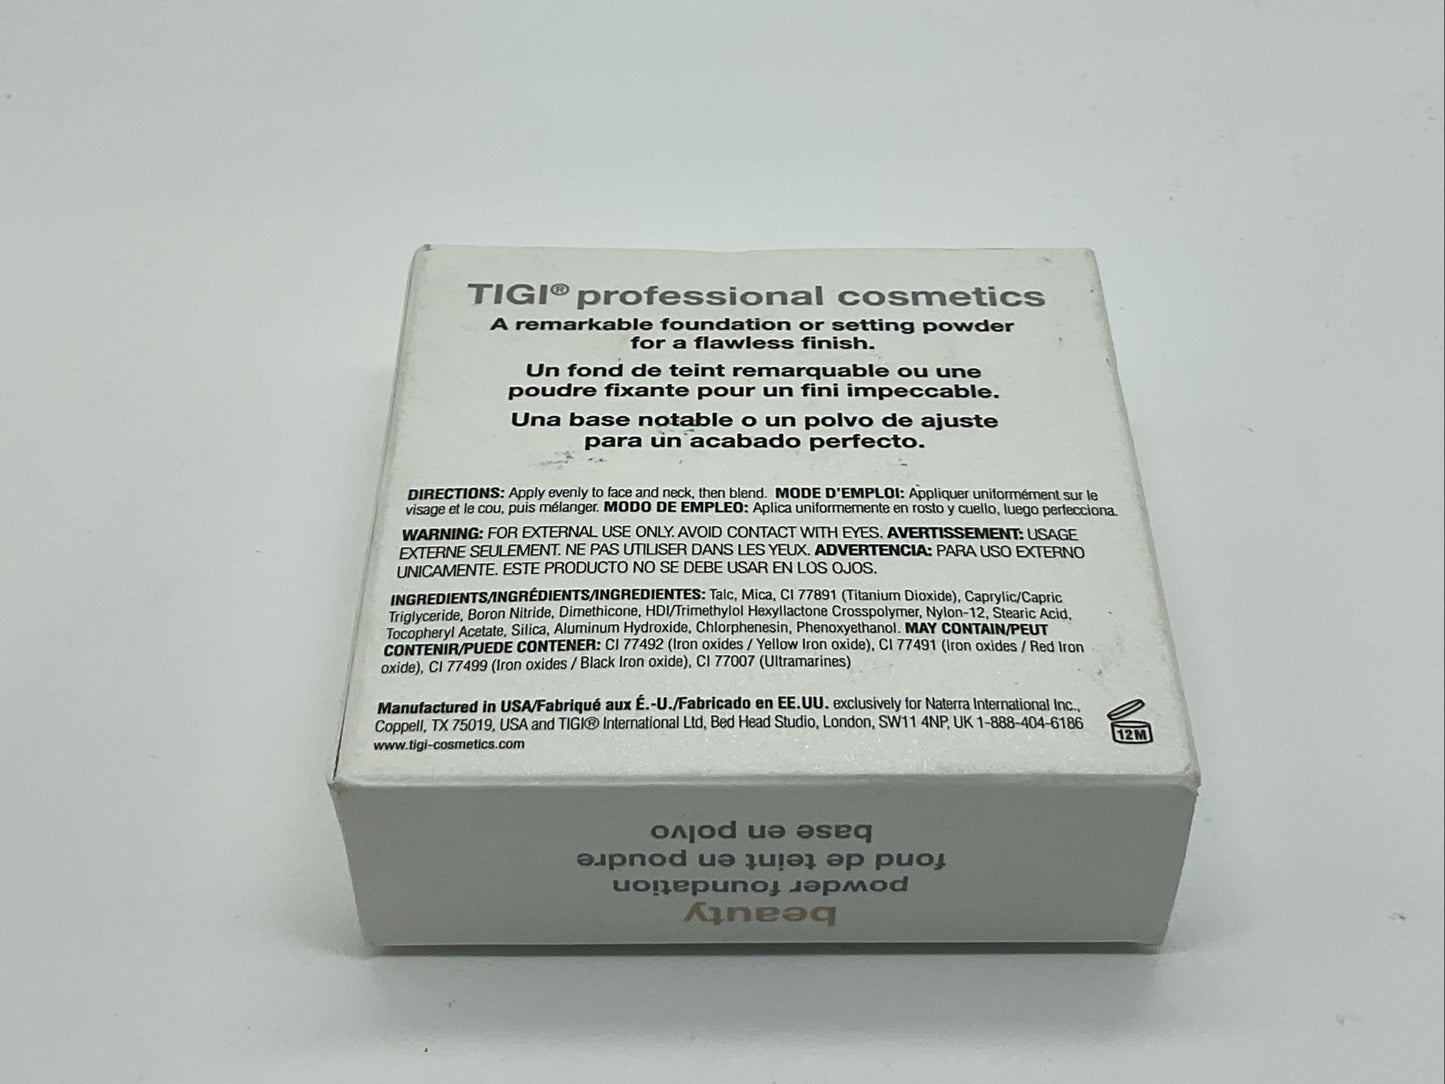 TIGI® professional cosmetics
A remarkable foundation or setting powder
for a flawless finish.
Un fond de teint remarquable ou une
poudre fixante pour un fini impeccable.
Una base notable o un polvo de ajuste
para un acabado perfecto.
DIRECTIONS: Apply evenly to face and neck, then blend. MODE D'EMPLOI: Appliquer uniformément sur le
visage et le cou, puis mélanger. MODO DE EMPLEO: Aplica uniformemente en rosto y cuello, luego perfecciona.
WARNING: FOR EXTERNAL USE ONLY. AVOID CONTACT WITH EYES. AVERTISSEMENT: USAGE
EXTERNE SEULEMENT. NE PAS UTILISER DANS LES YEUX. ADVERTENCIA: PARA USO EXTERNO
UNICAMENTE. ESTE PRODUCTO NO SE DEBE USAR EN LOS OJOS.
INGREDIENTS/INGRÉDIENTS/INGREDIENTES: Talc, Mica, CI 77891 (Titanium Dioxide), Caprylic/Capric
Triglyceride, Boron Nitride, Dimethicone, HDI/Trimethylol Hexyllactone Crosspolymer, Nylon-12, Stearic Acid,
Tocopheryl Acetate, Silica, Aluminum Hydroxide, Chlorphenesin, Phenoxyethanol. MAY CONTAIN/PEUT
CONTENIR/PUEDE CONTENER: CI 77492 (Iron oxides / Yellow Iron oxide), CI 77491 (Iron oxides / Red Iron
oxide), CI 77499 (Iron oxides / Black Iron oxide), CI 77007 (Ultramarines)
Manufactured in USA/Fabriqué aux É.-U./Fabricado en EE.UU. exclusively for Naterra International Inc.,
Coppell, TX 75019, USA and TIGI® International Ltd, Bed Head Studio, London, SW11 4NP, UK 1-888-404-6186
www.tigi-cosmetics.com
12M
beauty
powder foundation
fond de teint en poudre
base en polvo